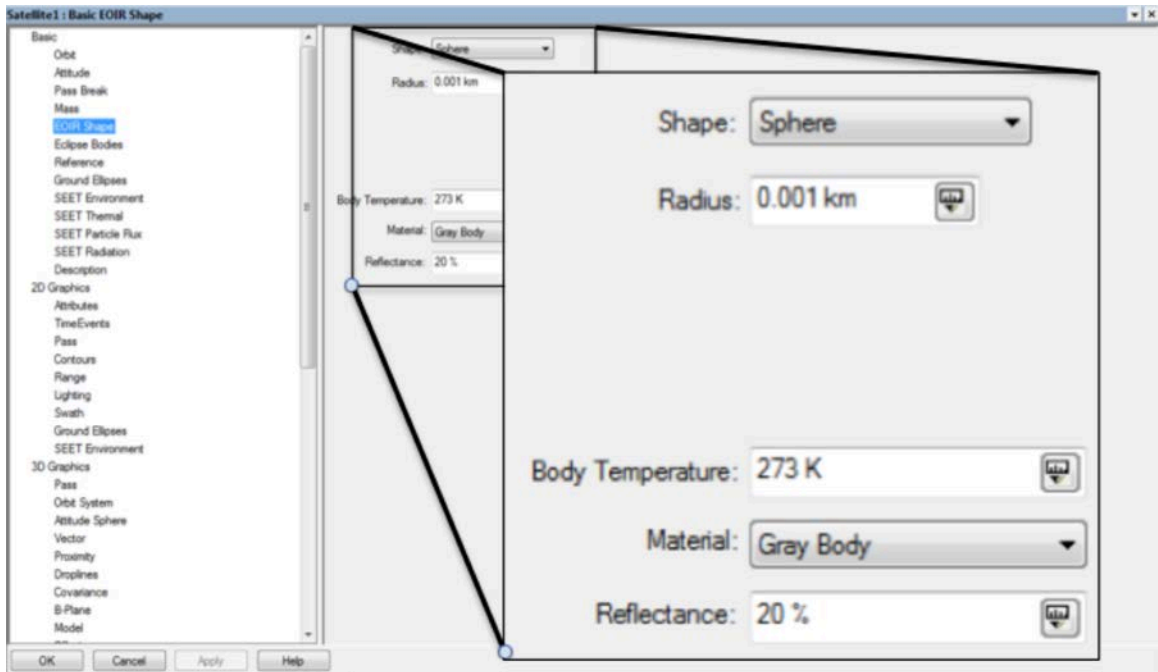 Satellite1 : Basic EOIR Shape
Basic
Orbit
Attitude
Pass Break
Mass
EOIR Shape
Eclipse Bodies
Reference
Ground Ellipses
SEET Environment
SEET Thermal
SEET Particle Flux
SEET Radiation
Description
2D Graphics
Attributes
TimeEvents
Pass
Contours
Range
Lighting
Swath
Ground Ellipses
SEET Environment
3D Graphics
Pass
Orbit System
Attitude Sphere
Vector
Proximity
Droplines
Covariance
B-Plane
Model
Shape: Sphere
Radius: 0.001 km
Body Temperature: 273 K
Material: Gray Body
Reflectance: 20 %
Shape: Sphere
Radius: 0.001 km
Body Temperature: 273 K
Material: Gray Body
Reflectance: 20 %
OK Cancel Apply Help